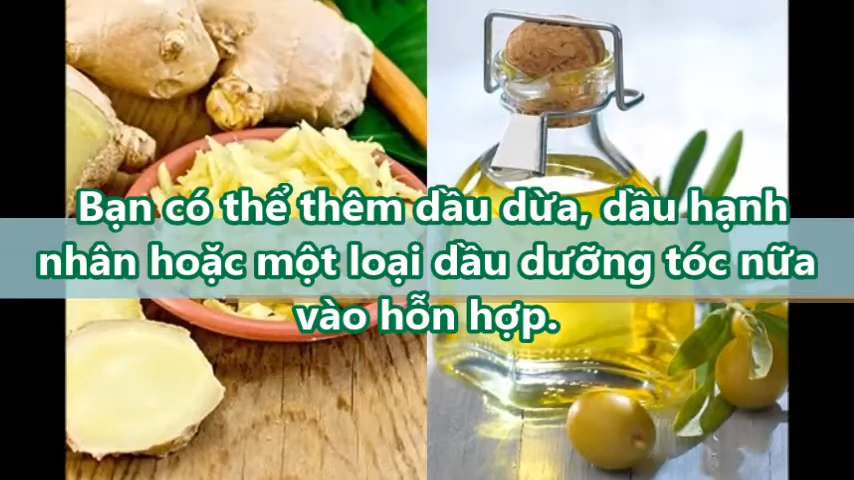 Bạn có thể thêm dầu dừa, dầu hạnh
nhân hoặc một loại dầu dưỡng tóc nữa
vào hỗn hợp.